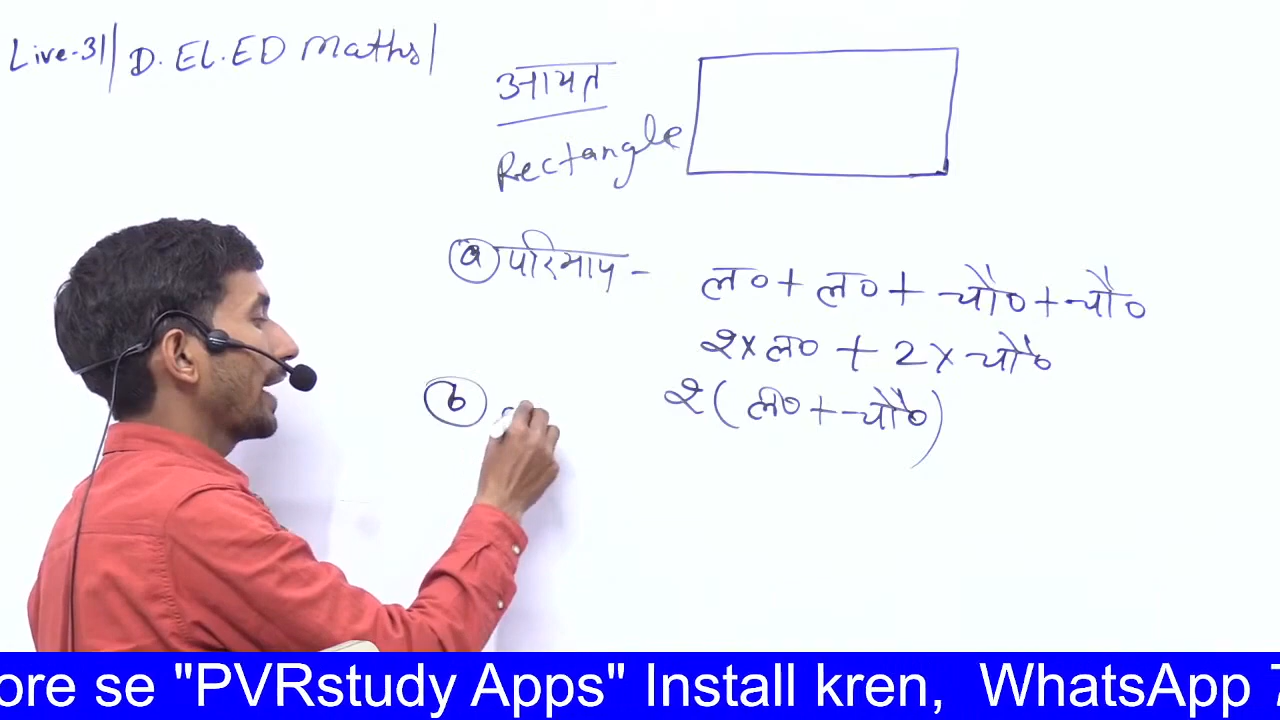 Live-31| D.EL.ED Maths|
आयत
Rectangle
(a) परिमाप - ल० + ल० + चौ० + चौ०
2 x ल० + 2 x चौ०
2 ( ल० + चौ०)
(b)
ore se "PVRstudy Apps" Install kren, WhatsApp 7